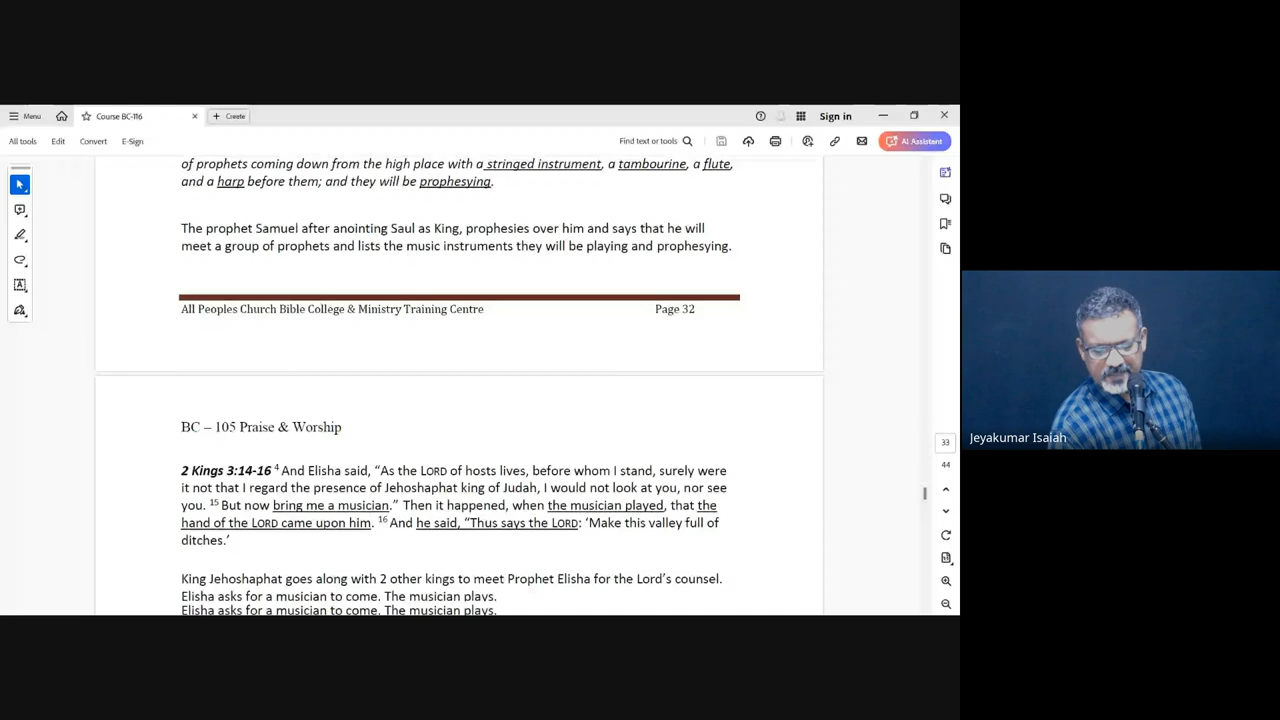 Menu
Course BC-116
Create
Sign in
All tools
Edit
Convert
E-Sign
Find text or tools
AI Assistant
of prophets coming down from the high place with a stringed instrument, a tambourine, a flute,
and a harp before them; and they will be prophesying.
The prophet Samuel after anointing Saul as King, prophesies over him and says that he will
meet a group of prophets and lists the music instruments they will be playing and prophesying.
All Peoples Church Bible College & Ministry Training Centre Page 32
BC – 105 Praise & Worship
2 Kings 3:14-16 4 And Elisha said, “As the LORD of hosts lives, before whom I stand, surely were
it not that I regard the presence of Jehoshaphat king of Judah, I would not look at you, nor see
you. 15 But now bring me a musician.” Then it happened, when the musician played, that the
hand of the LORD came upon him. 16 And he said, “Thus says the LORD: ‘Make this valley full of
ditches.’
King Jehoshaphat goes along with 2 other kings to meet Prophet Elisha for the Lord’s counsel.
Elisha asks for a musician to come. The musician plays.
Elisha asks for a musician to come. The musician plays.
33
44
Jeyakumar Isaiah